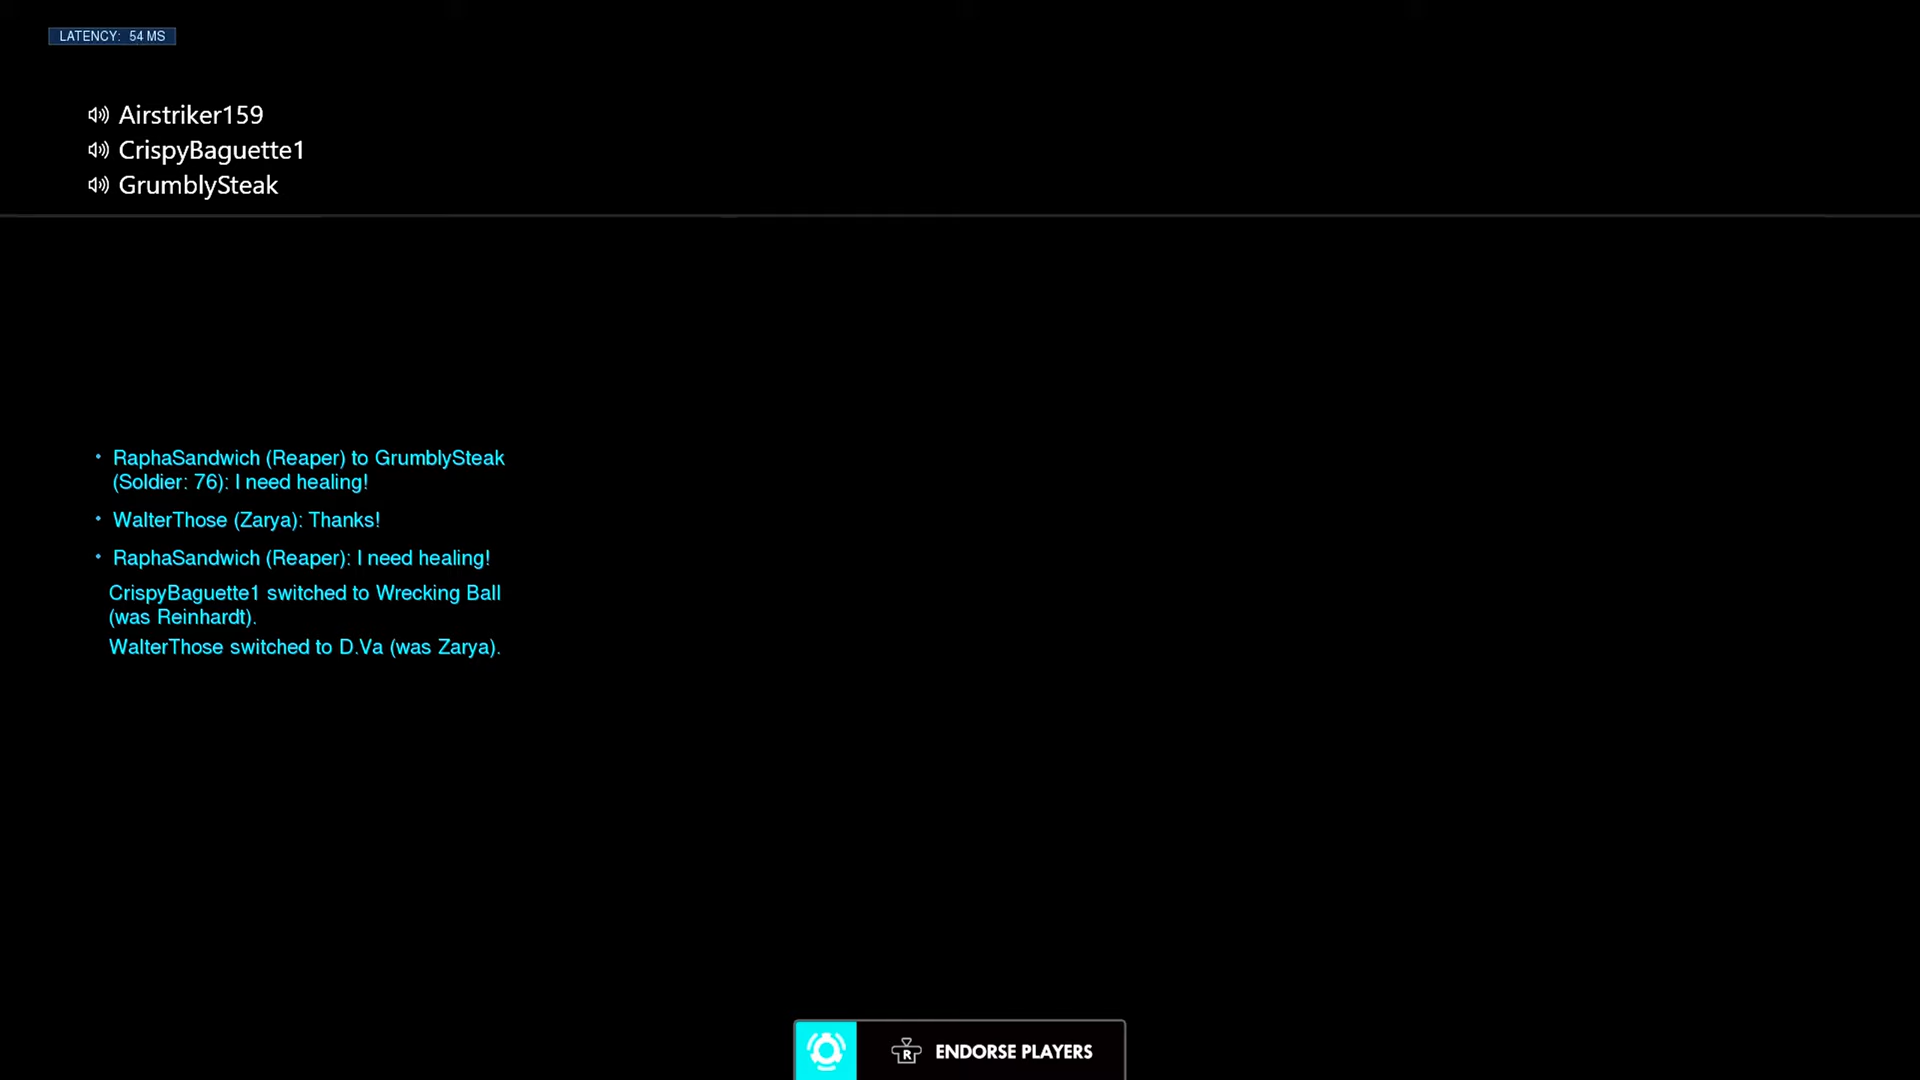 LATENCY: 54 MS
Airstriker159
CrispyBaguette1
GrumblySteak
• RaphaSandwich (Reaper) to GrumblySteak
(Soldier: 76): I need healing!
• WalterThose (Zarya): Thanks!
• RaphaSandwich (Reaper): I need healing!
CrispyBaguette1 switched to Wrecking Ball
(was Reinhardt).
WalterThose switched to D.Va (was Zarya).
R ENDORSE PLAYERS